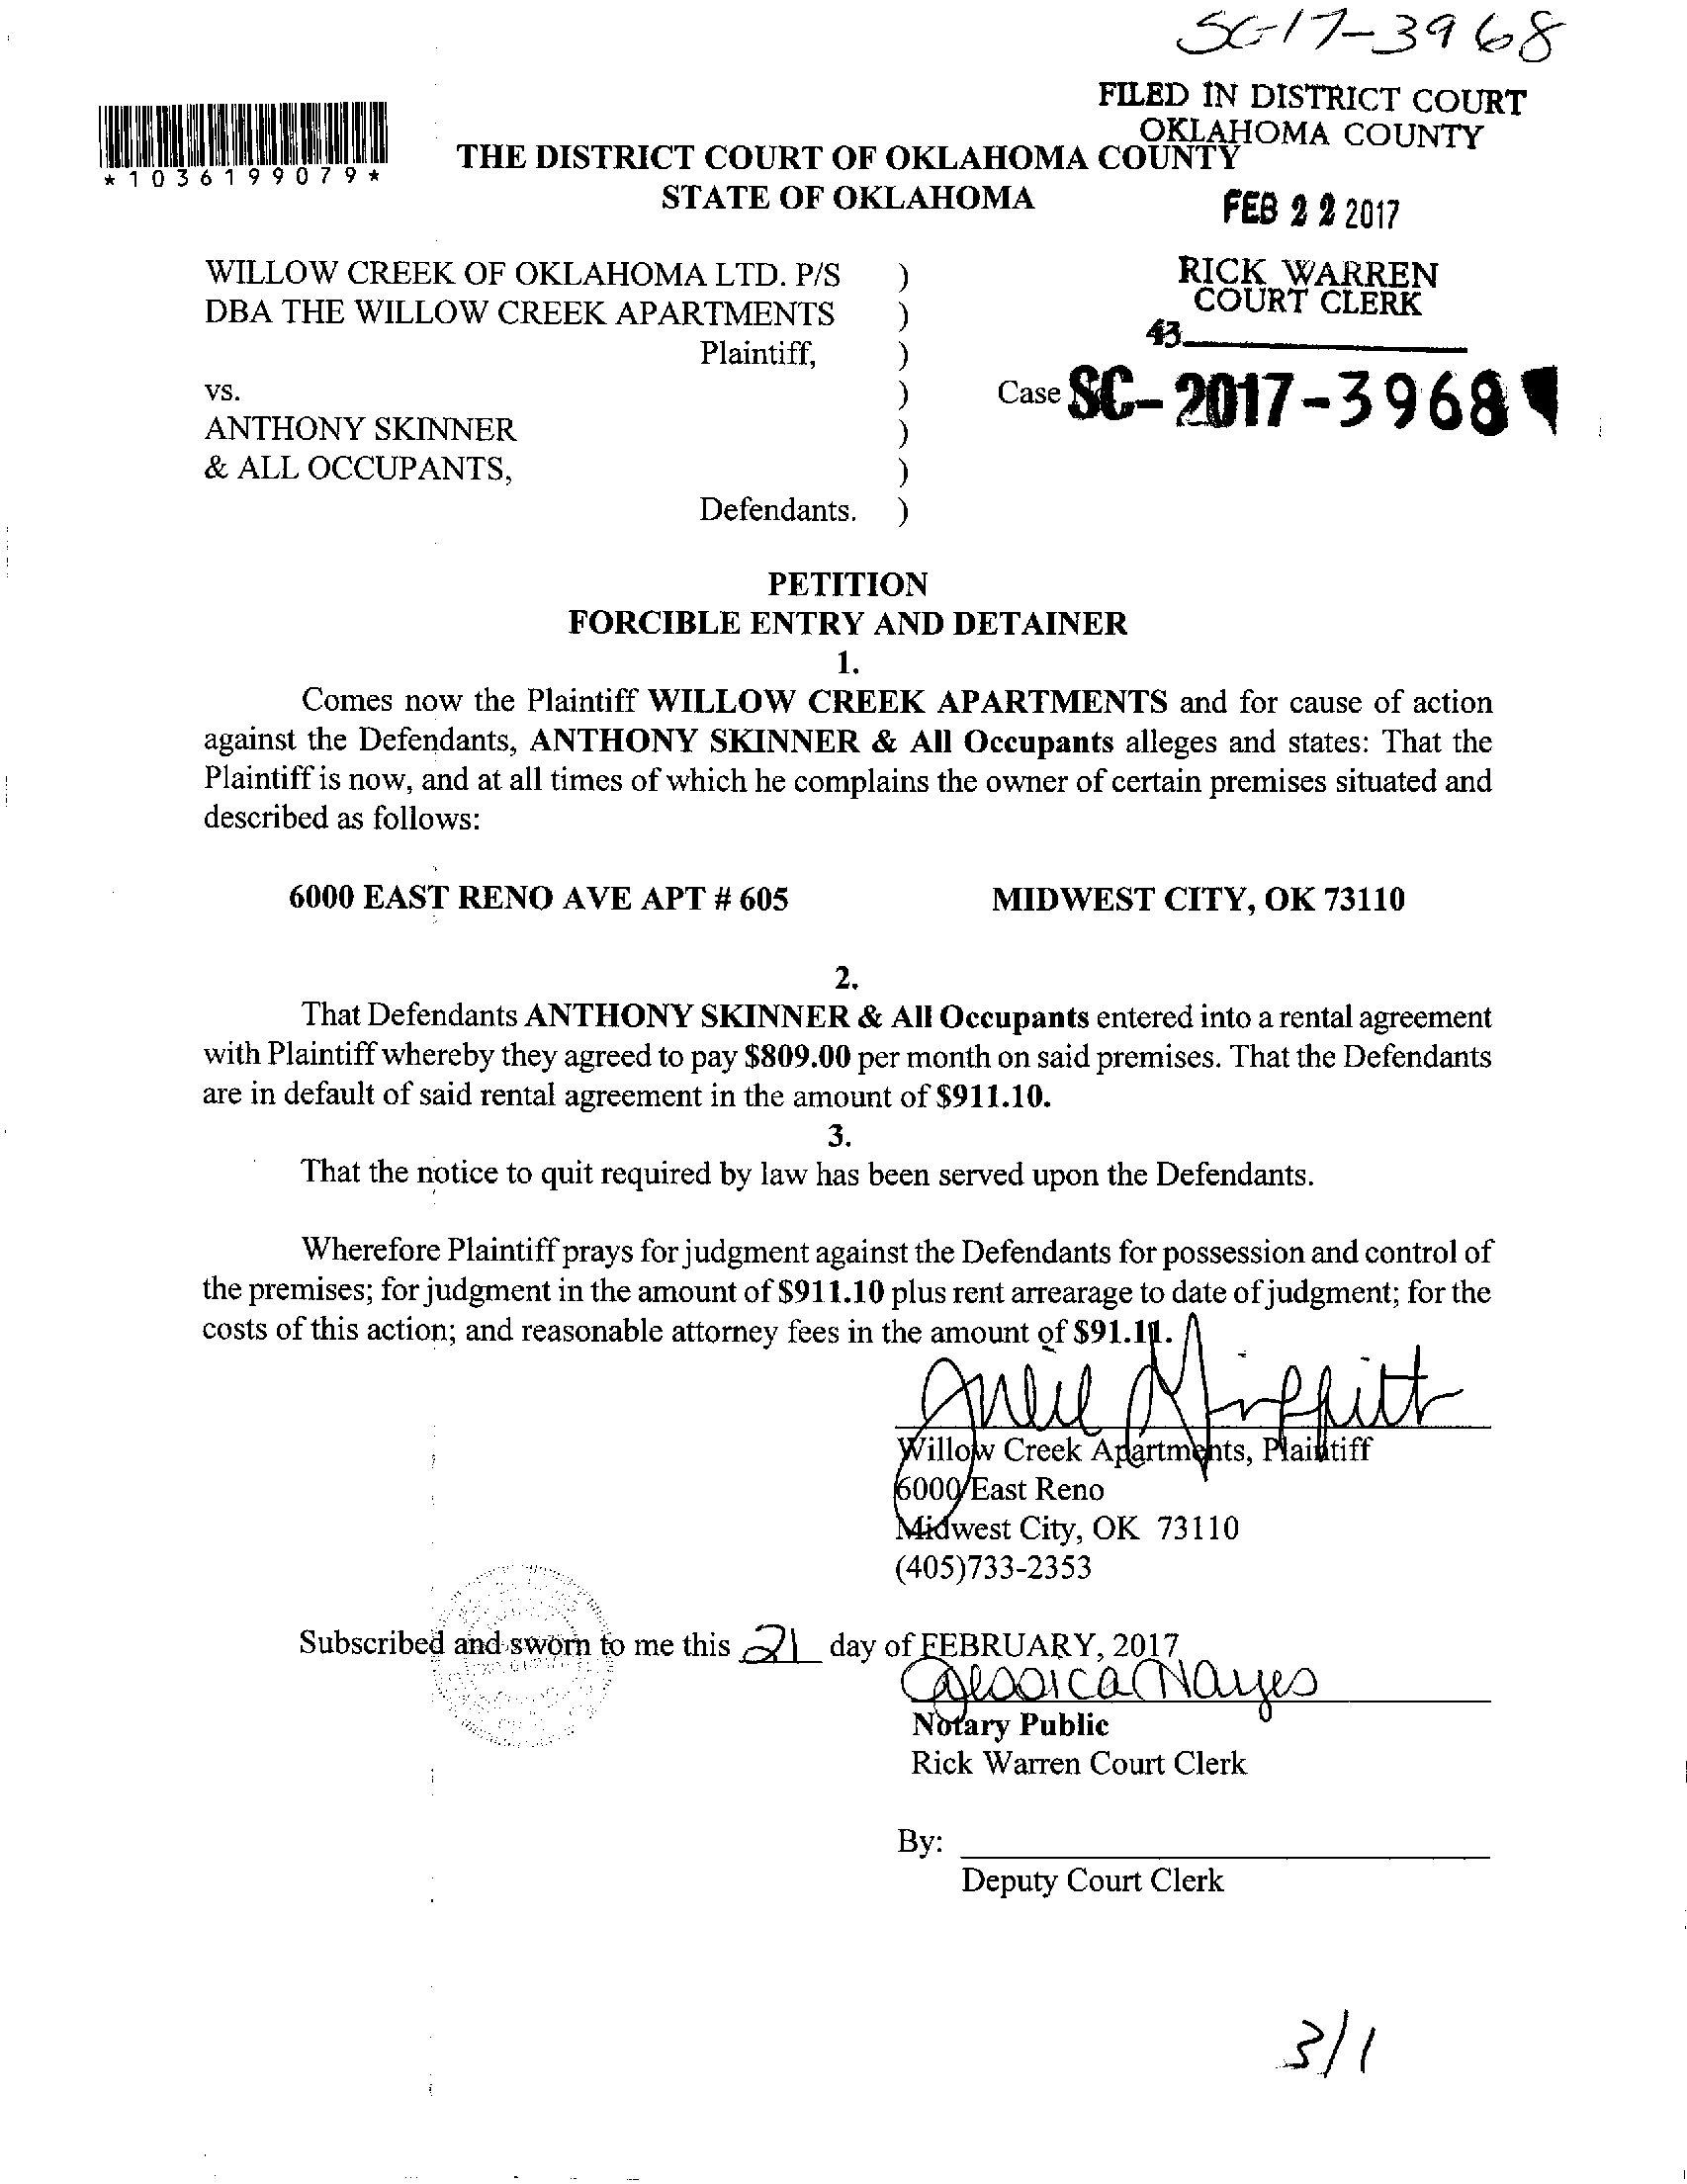 SC-17-3968
FILED IN DISTRICT COURT
OKLAHOMA COUNTY
*1036199079*
THE DISTRICT COURT OF OKLAHOMA COUNTY
STATE OF OKLAHOMA
FEB 22 2017
WILLOW CREEK OF OKLAHOMA LTD. P/S )
DBA THE WILLOW CREEK APARTMENTS )
Plaintiff, )
vs. )
ANTHONY SKINNER )
& ALL OCCUPANTS, )
Defendants. )
RICK WARREN
COURT CLERK
43
Case SC-2017-3968
PETITION
FORCIBLE ENTRY AND DETAINER
1.
Comes now the Plaintiff WILLOW CREEK APARTMENTS and for cause of action
against the Defendants, ANTHONY SKINNER & All Occupants alleges and states: That the
Plaintiff is now, and at all times of which he complains the owner of certain premises situated and
described as follows:
6000 EAST RENO AVE APT # 605 MIDWEST CITY, OK 73110
2.
That Defendants ANTHONY SKINNER & All Occupants entered into a rental agreement
with Plaintiff whereby they agreed to pay $809.00 per month on said premises. That the Defendants
are in default of said rental agreement in the amount of $911.10.
3.
That the notice to quit required by law has been served upon the Defendants.
Wherefore Plaintiff prays for judgment against the Defendants for possession and control of
the premises; for judgment in the amount of $911.10 plus rent arrearage to date of judgment; for the
costs of this action; and reasonable attorney fees in the amount of $91.11.
Willow Creek Apartments, Plaintiff
6000 East Reno
Midwest City, OK 73110
(405)733-2353
Subscribed and sworn to me this 21 day of FEBRUARY, 2017
Jessica Hayes
Notary Public
Rick Warren Court Clerk
By:
Deputy Court Clerk
3/1